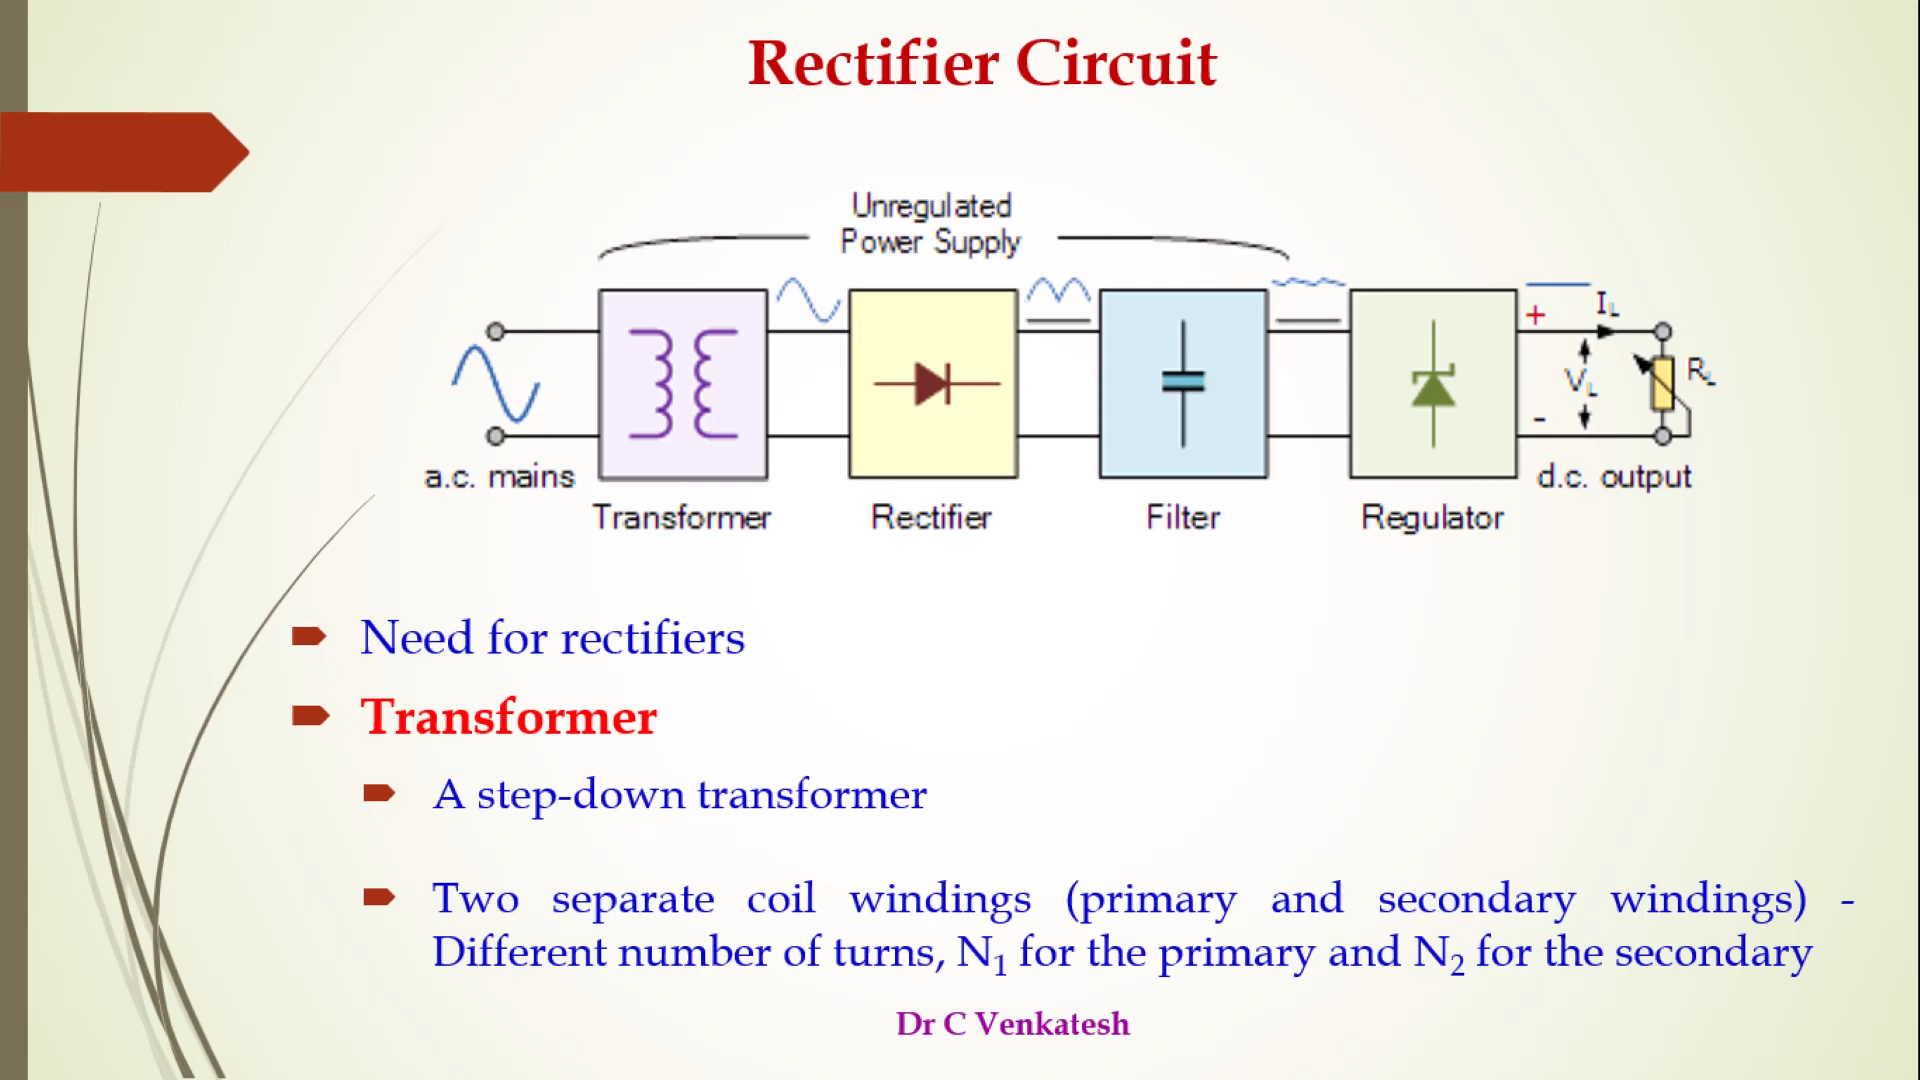 Rectifier Circuit
Unregulated
Power Supply
+
I_L
V_L
R_L
-
a.c. mains
d.c. output
Transformer
Rectifier
Filter
Regulator
Need for rectifiers
Transformer
A step-down transformer
Two separate coil windings (primary and secondary windings) -
Different number of turns, N₁ for the primary and N₂ for the secondary
Dr C Venkatesh